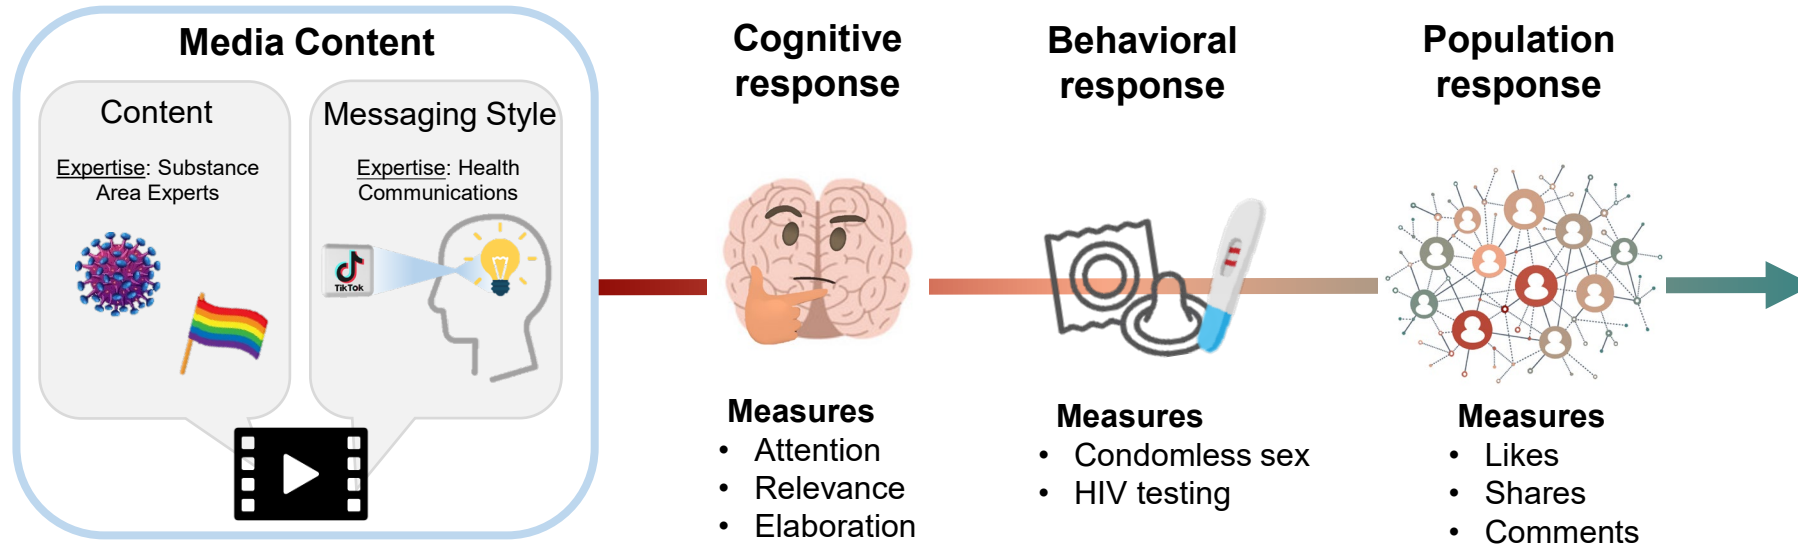 Media Content
Content
Expertise: Substance
Area Experts
Messaging Style
Expertise: Health
Communications
TikTok
Cognitive
response
Measures
• Attention
• Relevance
• Elaboration
Behavioral
response
Measures
• Condomless sex
• HIV testing
Population
response
Measures
• Likes
• Shares
• Comments